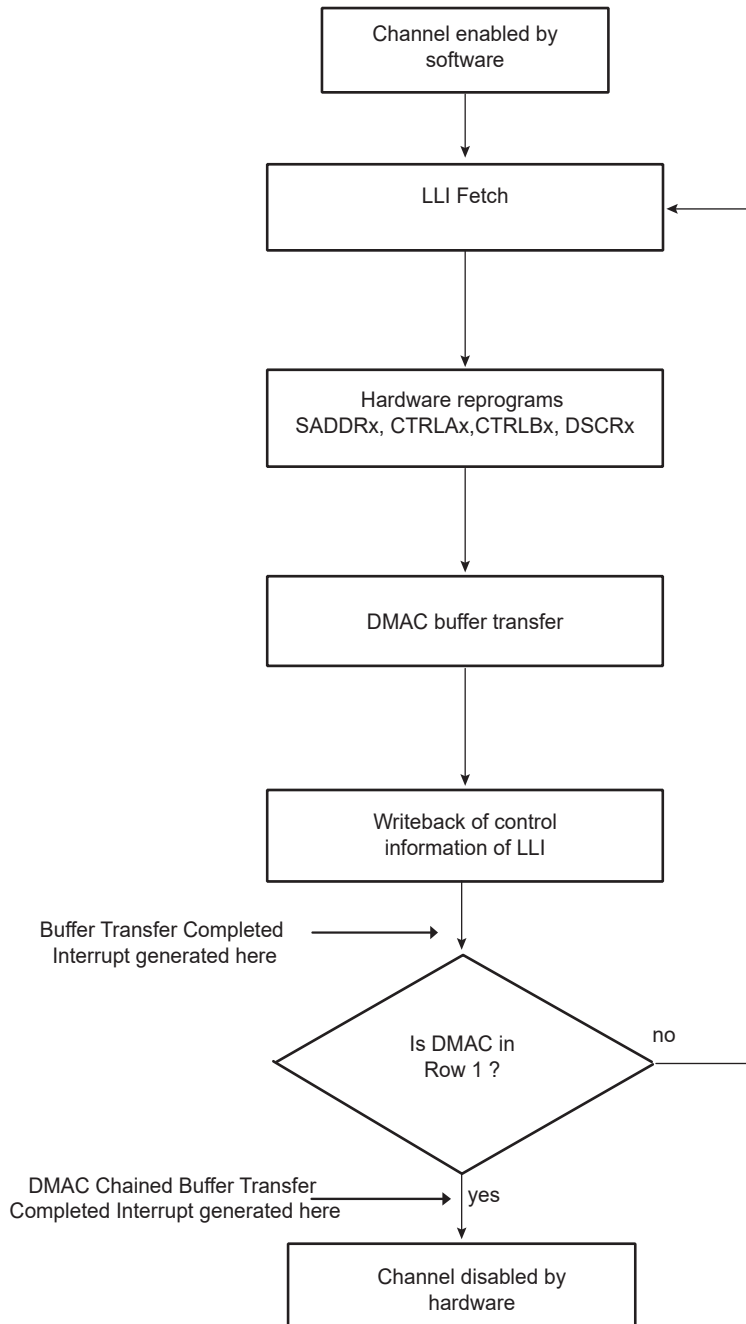 Channel enabled by
software
LLI Fetch
Hardware reprograms
SADDRx, CTRLAx,CTRLBx, DSCRx
DMAC buffer transfer
Writeback of control
information of LLI
Buffer Transfer Completed
Interrupt generated here
Is DMAC in
Row 1 ?
no
DMAC Chained Buffer Transfer
Completed Interrupt generated here
yes
Channel disabled by
hardware